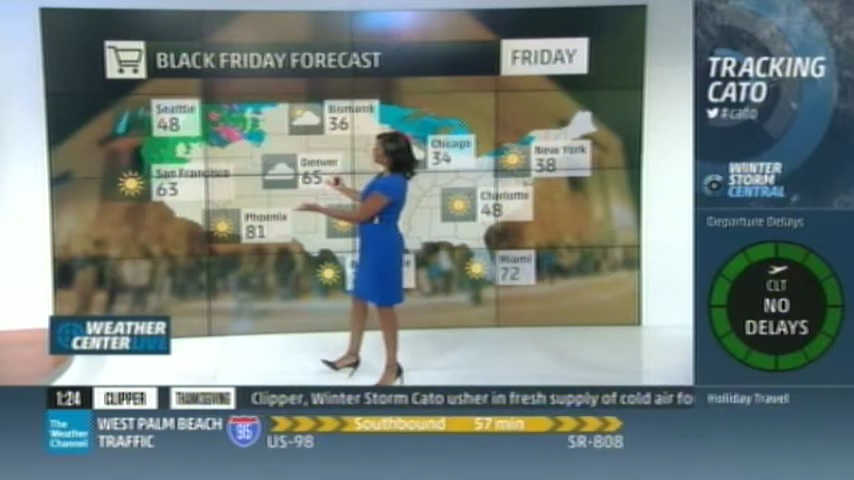 BLACK FRIDAY FORECAST
FRIDAY
Seattle
48
Bismarck
36
Chicago
34
New York
38
San Francisco
63
Denver
65
Charlotte
48
Phoenix
81
Miami
72
WEATHER
CENTER LIVE
TRACKING
CATO
#cato
WINTER
STORM
CENTRAL
Departure Delays
CLT
NO
DELAYS
Holiday Travel
1:24
CLIPPER
THANKSGIVING
Clipper, Winter Storm Cato usher in fresh supply of cold air fo
The
Weather
Channel
WEST PALM BEACH
TRAFFIC
95
Southbound 57 min
US-98
SR-808